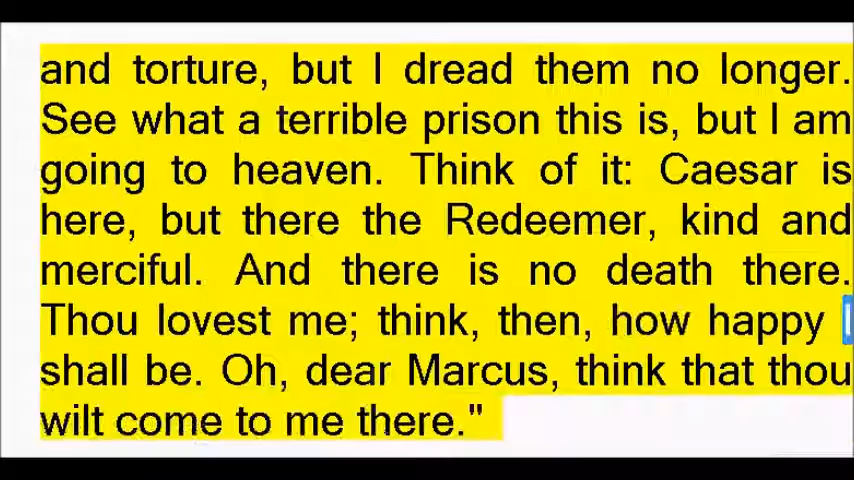 and torture, but I dread them no longer.
See what a terrible prison this is, but I am
going to heaven. Think of it: Caesar is
here, but there the Redeemer, kind and
merciful. And there is no death there.
Thou lovest me; think, then, how happy I
shall be. Oh, dear Marcus, think that thou
wilt come to me there."